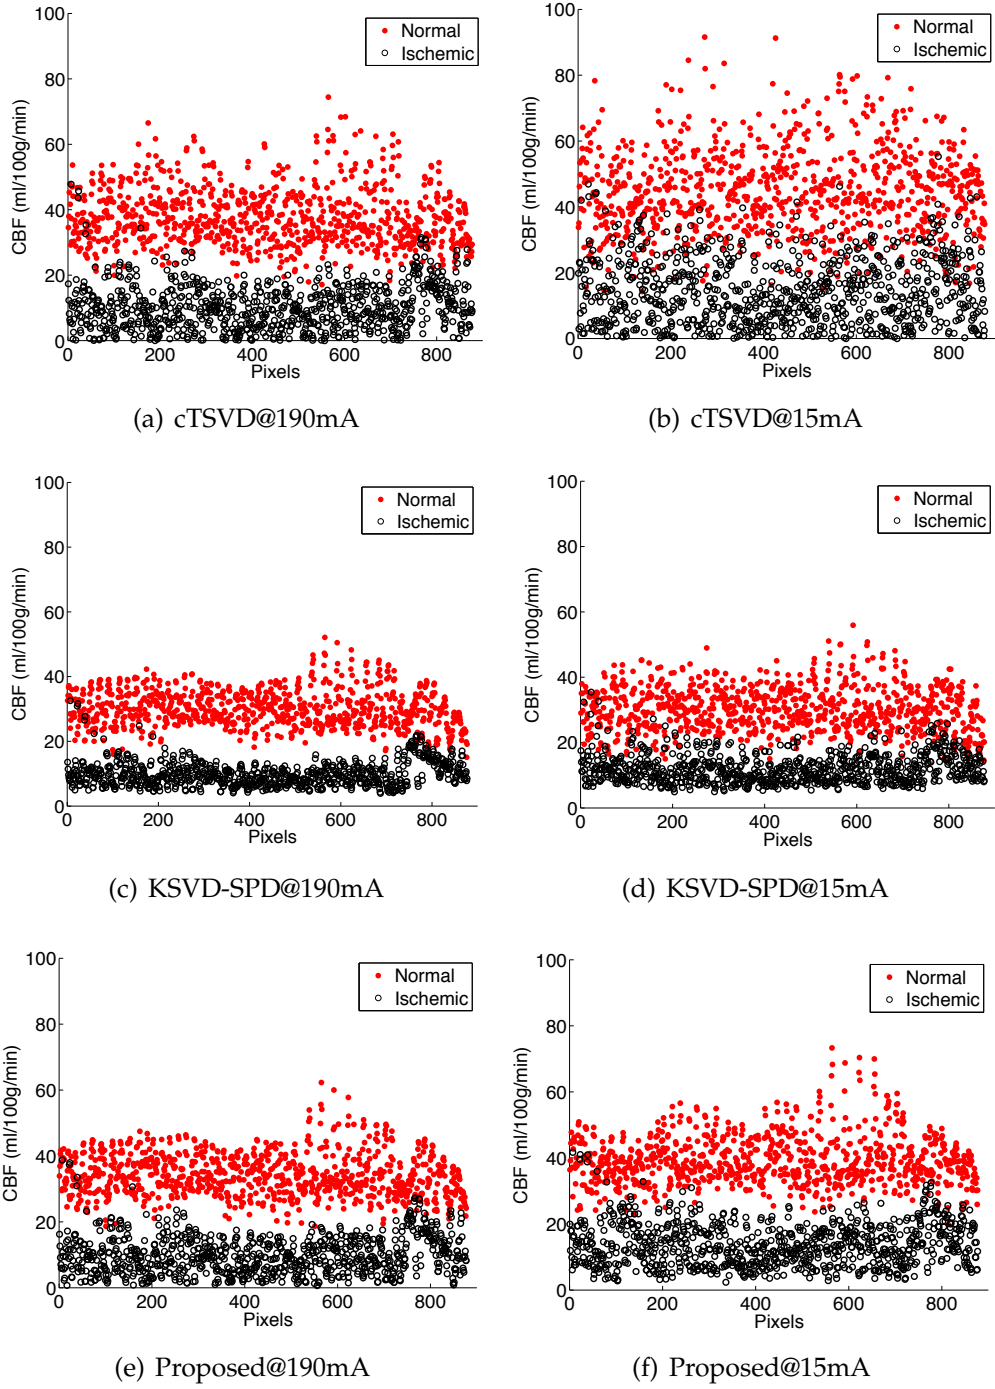 100
80
60
40
20
0
CBF (ml/100g/min)
Normal
Ischemic
0 200 400 600 800
Pixels
(a) cTSVD@190mA
100
80
60
40
20
0
CBF (ml/100g/min)
Normal
Ischemic
0 200 400 600 800
Pixels
(b) cTSVD@15mA
100
80
60
40
20
0
CBF (ml/100g/min)
Normal
Ischemic
0 200 400 600 800
Pixels
(c) KSVD-SPD@190mA
100
80
60
40
20
0
CBF (ml/100g/min)
Normal
Ischemic
0 200 400 600 800
Pixels
(d) KSVD-SPD@15mA
100
80
60
40
20
0
CBF (ml/100g/min)
Normal
Ischemic
0 200 400 600 800
Pixels
(e) Proposed@190mA
100
80
60
40
20
0
CBF (ml/100g/min)
Normal
Ischemic
0 200 400 600 800
Pixels
(f) Proposed@15mA